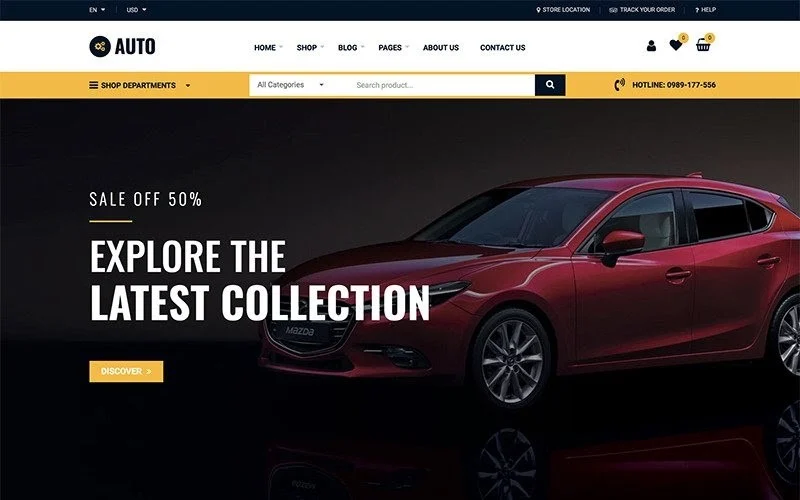 EN
USD
STORE LOCATION
TRACK YOUR ORDER
? HELP
AUTO
HOME
SHOP
BLOG
PAGES
ABOUT US
CONTACT US
0
0
SHOP DEPARTMENTS
All Categories
Search product...
HOTLINE: 0989-177-556
SALE OFF 50%
EXPLORE THE
LATEST COLLECTION
mazda
DISCOVER >